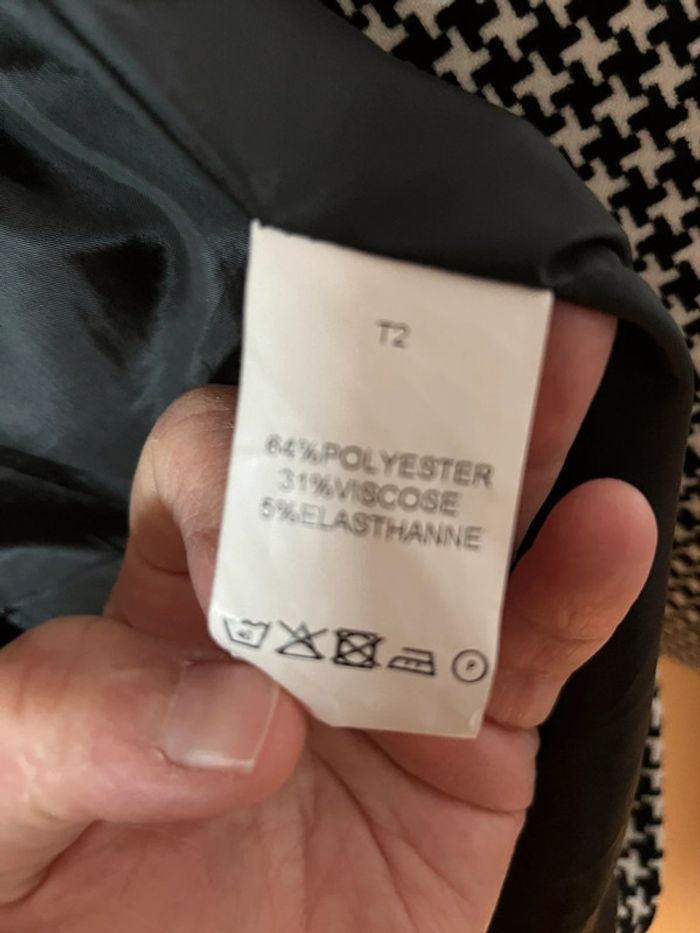 T2
64%POLYESTER
31%VISCOSE
5%ELASTHANNE
P